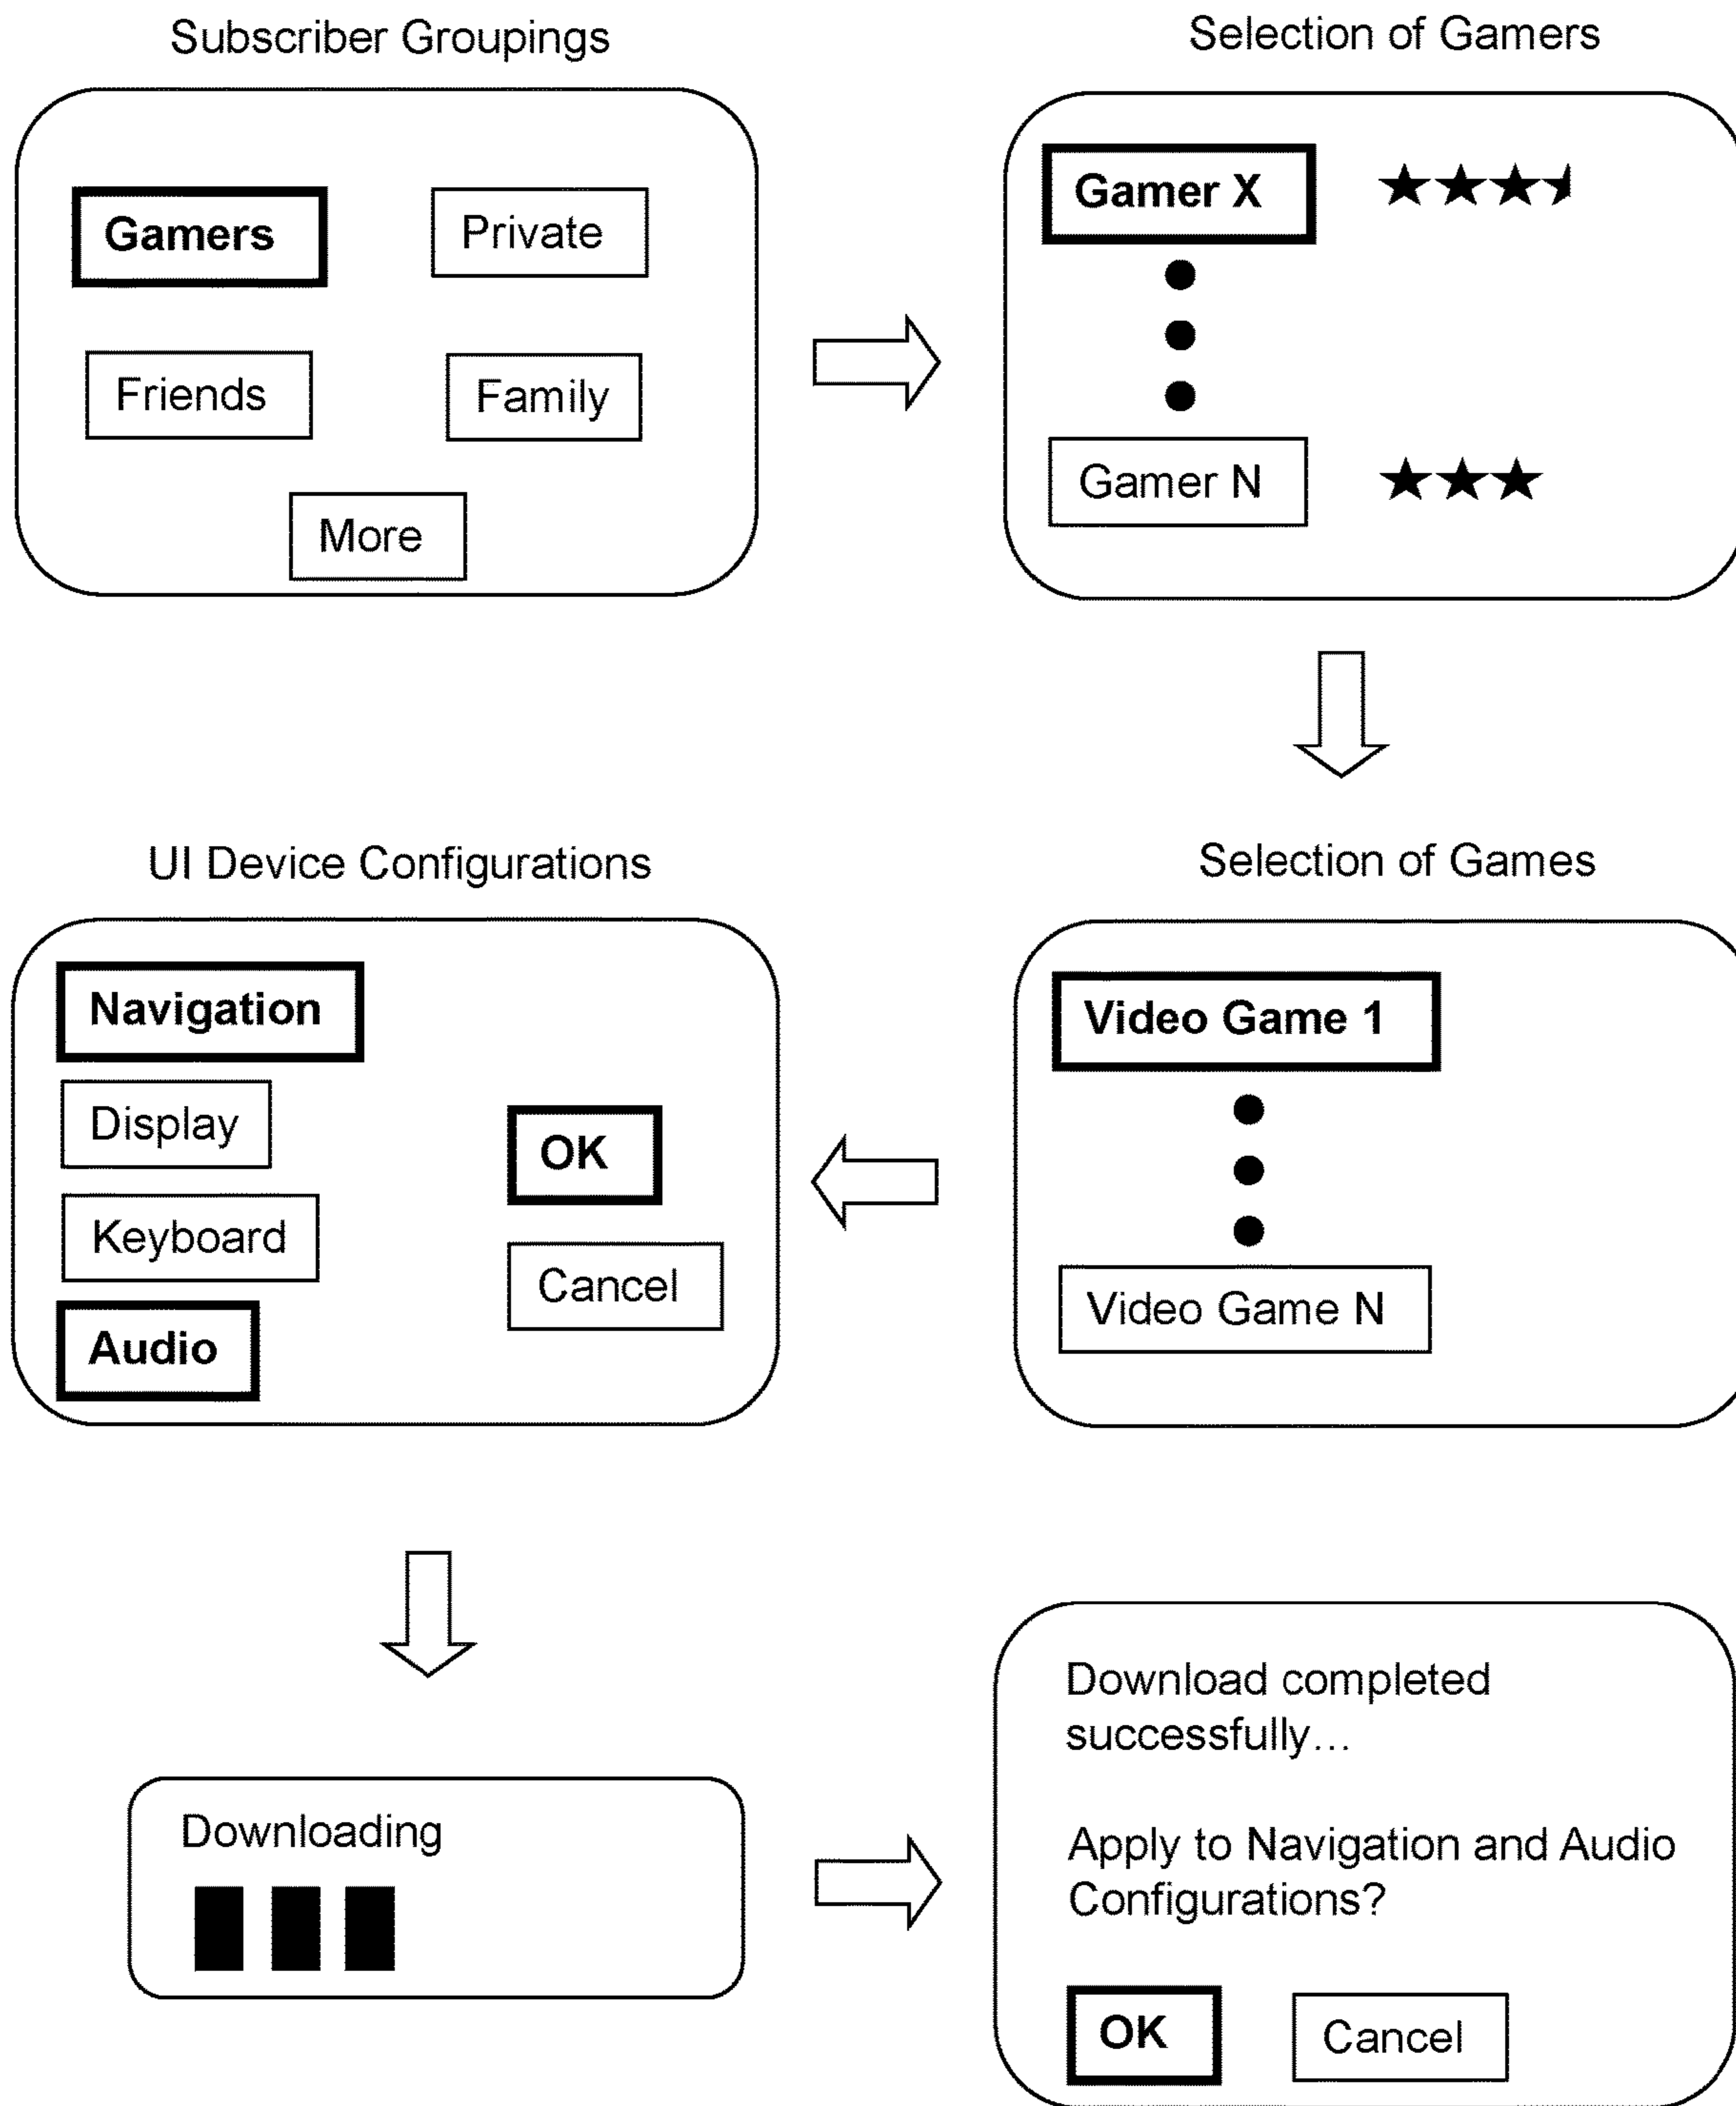 Subscriber Groupings
Gamers
Private
Friends
Family
More
Selection of Gamers
Gamer X
Gamer N
Selection of Games
Video Game 1
Video Game N
UI Device Configurations
Navigation
Display
Keyboard
Audio
OK
Cancel
Downloading
Download completed
successfully...
Apply to Navigation and Audio
Configurations?
OK
Cancel